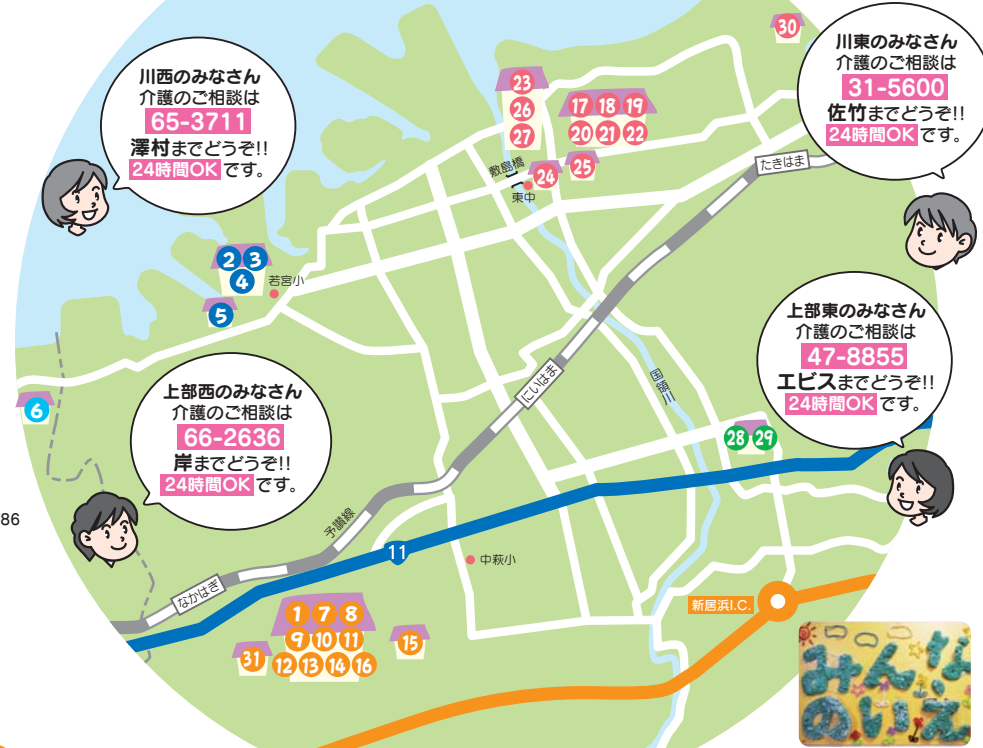 川西のみなさん
介護のご相談は
65-3711
澤村までどうぞ!!
24時間OKです。
川東のみなさん
介護のご相談は
31-5600
佐竹までどうぞ!!
24時間OKです。
30
23
26
27
17 18 19
20 21 22
24
25
敷島橋
東中
たきはま
2 3
4
5
若宮小
6
上部東のみなさん
介護のご相談は
47-8855
エビスまでどうぞ!!
24時間OKです。
上部西のみなさん
介護のご相談は
66-2636
岸までどうぞ!!
24時間OKです。
にいはま
国領川
28 29
86
予讃線
11
中萩小
なかはぎ
新居浜I.C.
1 7 8
9 10 11
12 13 14 16
31
15
みんな
のいえ